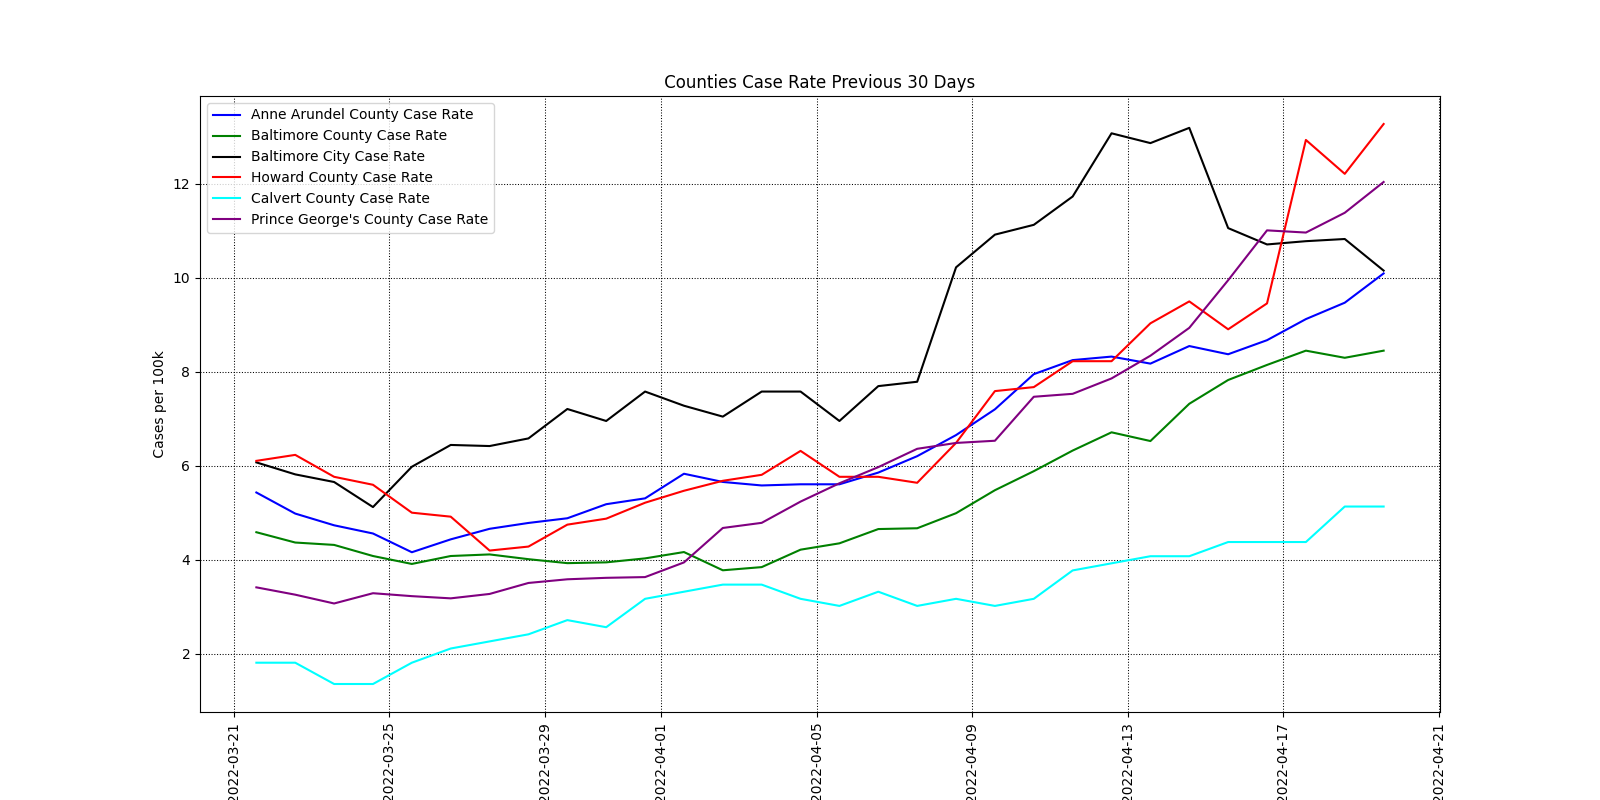 Counties Case Rate Previous 30 Days
Anne Arundel County Case Rate
Baltimore County Case Rate
Baltimore City Case Rate
Howard County Case Rate
Calvert County Case Rate
Prince George's County Case Rate
Cases per 100k
12
10
8
6
4
2
2022-03-21
2022-03-25
2022-03-29
2022-04-01
2022-04-05
2022-04-09
2022-04-13
2022-04-17
2022-04-21